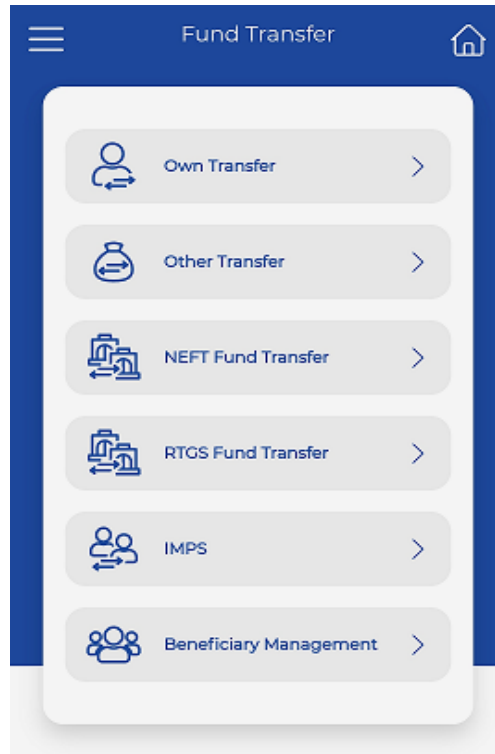 Fund Transfer
Own Transfer
Other Transfer
NEFT Fund Transfer
RTGS Fund Transfer
IMPS
Beneficiary Management